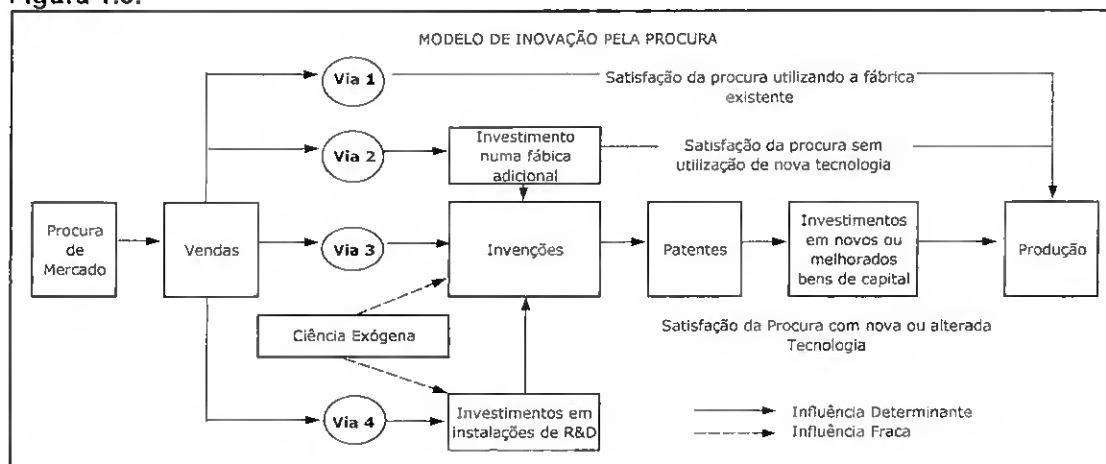 Figura 1.6.
MODELO DE INOVAÇÃO PELA PROCURA
Via 1
Satisfação da procura utilizando a fábrica
existente
Via 2
Investimento
numa fábica
adicional
Satisfação da procura sem
utilização de nova tecnologia
Procura
de
Mercado
Vendas
Via 3
Invenções
Patentes
Investimentos
em novos ou
melhorados
bens de capital
Produção
Ciência Exógena
Satisfação da Procura com nova ou alterada
Tecnologia
Via 4
Investimentos em
instalações de R&D
Influência Determinante
Influência Fraca